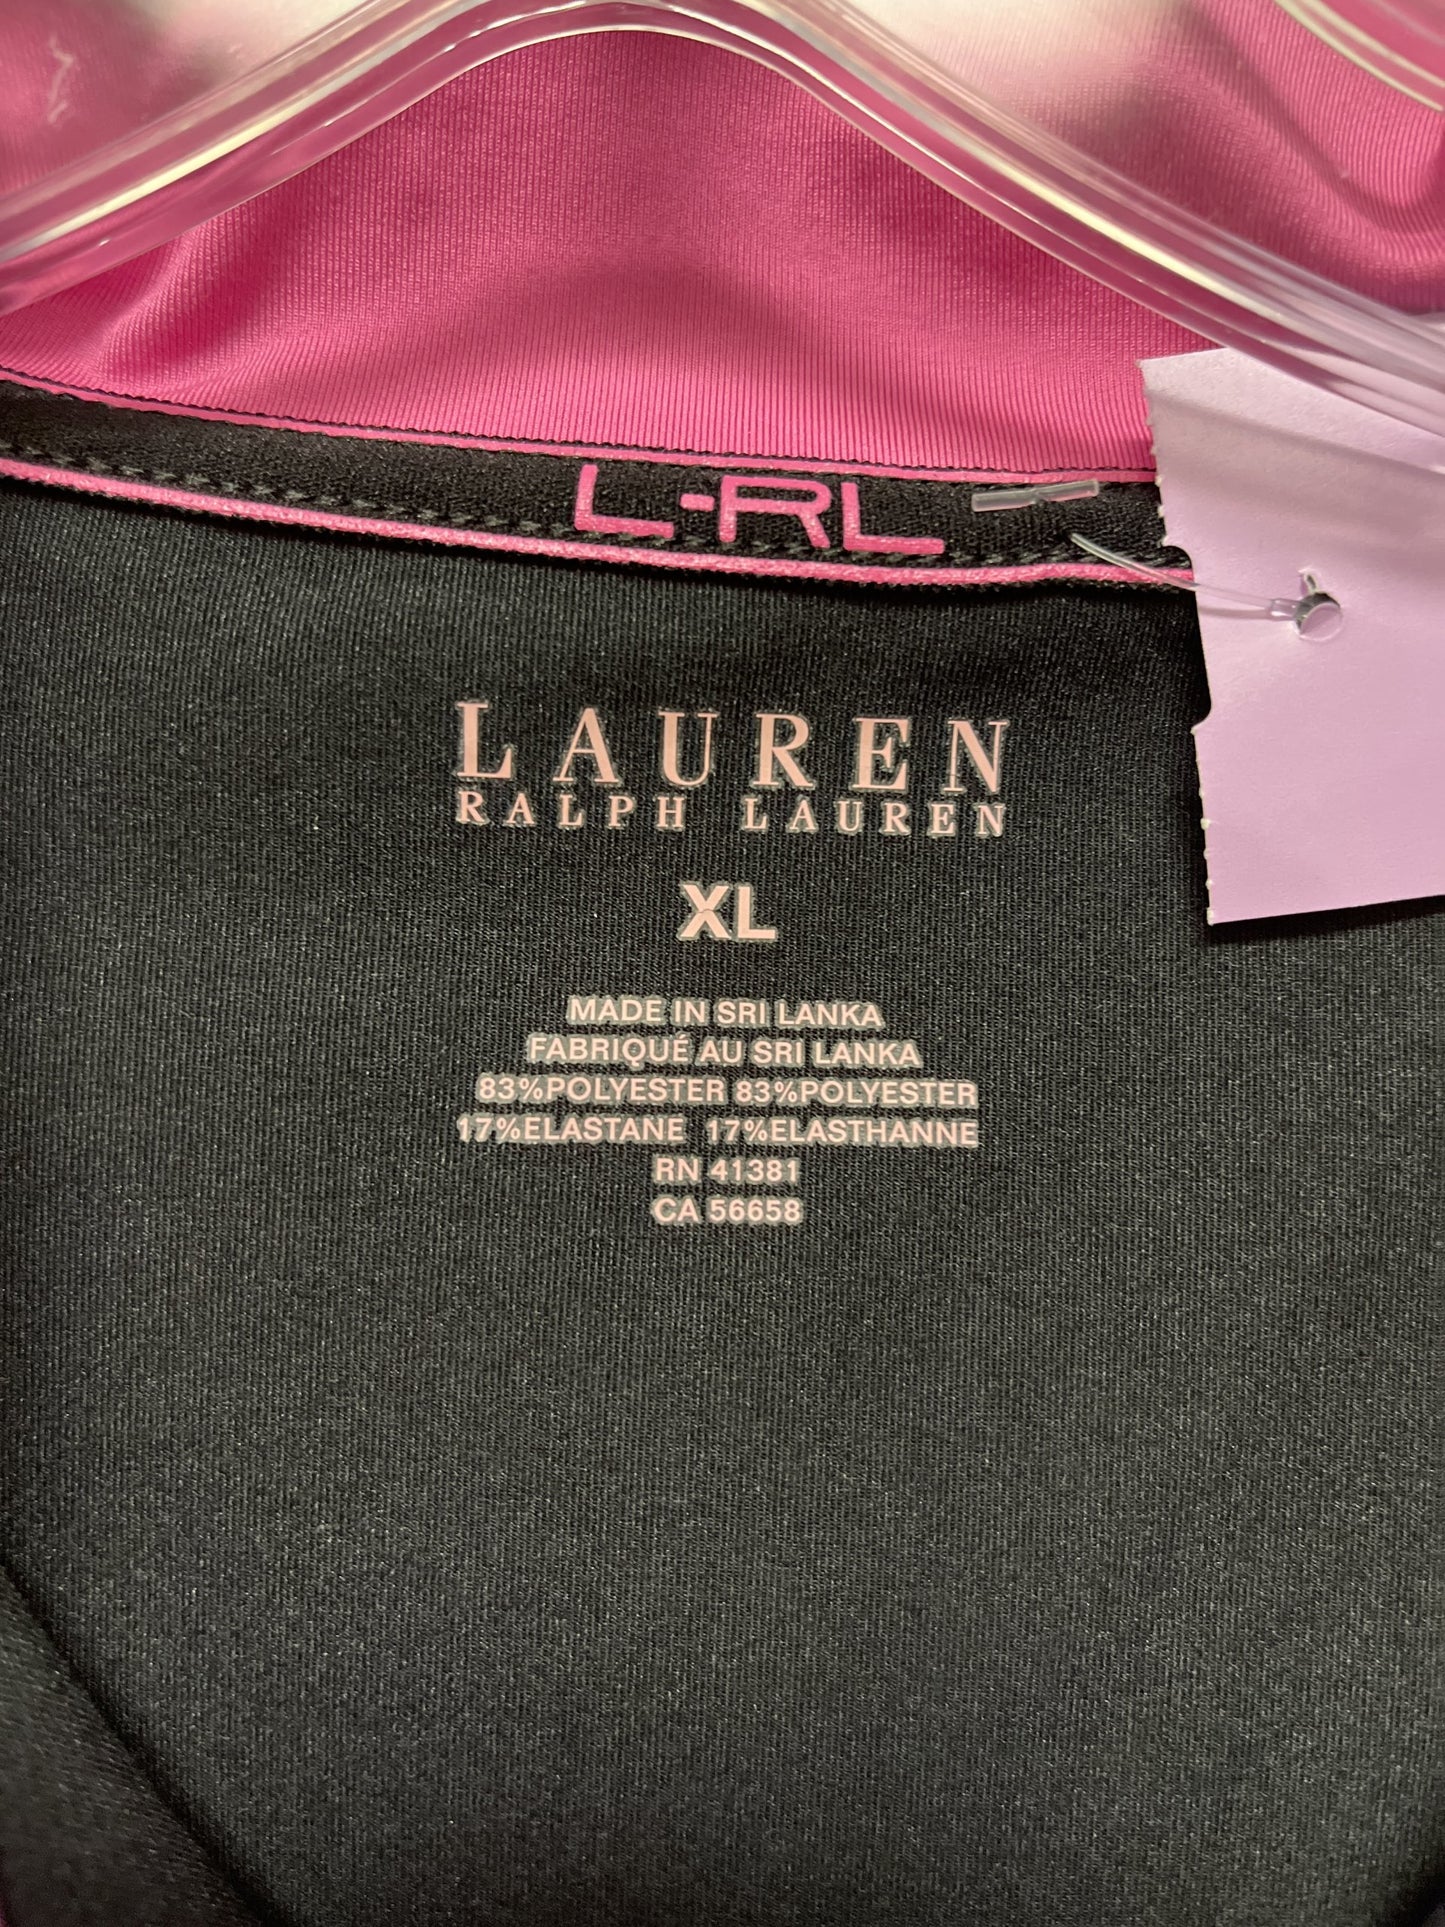 L-RL
LAUREN
RALPH LAUREN
XL
MADE IN SRI LANKA
FABRIQUÉ AU SRI LANKA
83%POLYESTER 83%POLYESTER
17%ELASTANE 17%ELASTHANNE
RN 41381
CA 56658